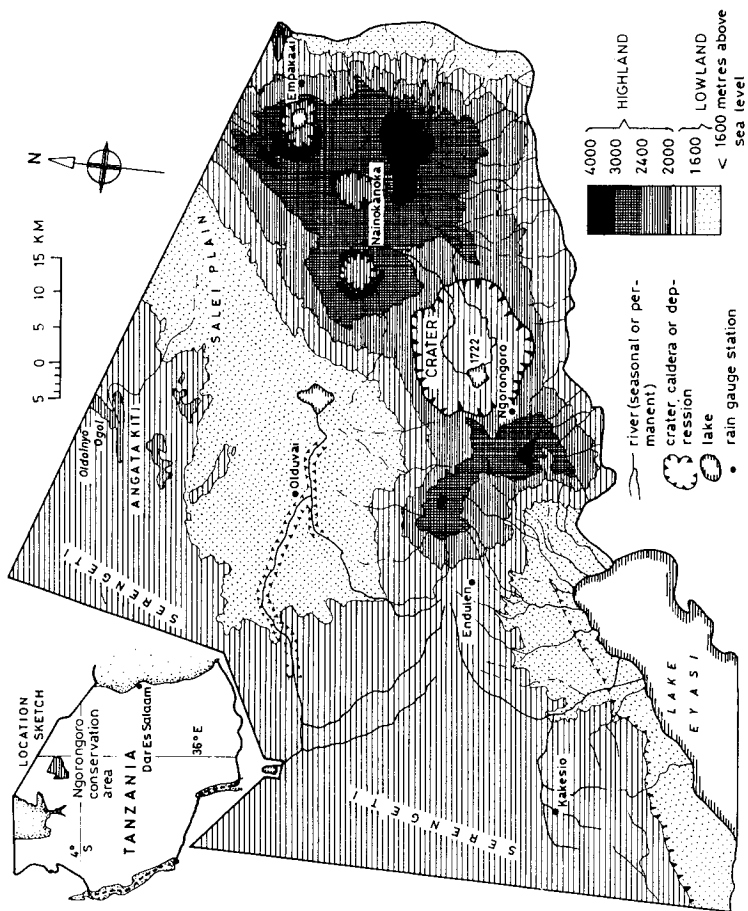 LOCATION
SKETCH
Ngorongoro
conservation
area
4°
S
TANZANIA
Dar Es Salaam
36° E
5 0 5 10 15 KM
N
SERENGETI
Oldoinyo
Ogol
ANGATA KITI
SALEI PLAIN
Olduvai
Empakaai
Nainokanoka
CRATER
1722
Ngorongoro
Endulen
SERENGETI
Kakesio
LAKE
EYASI
river (seasonal or per-
manent)
crater caldera or dep-
ression
lake
rain gauge station
4000
3000
2400
2000
1600
HIGHLAND
LOWLAND
< 1600 metres above
sea level